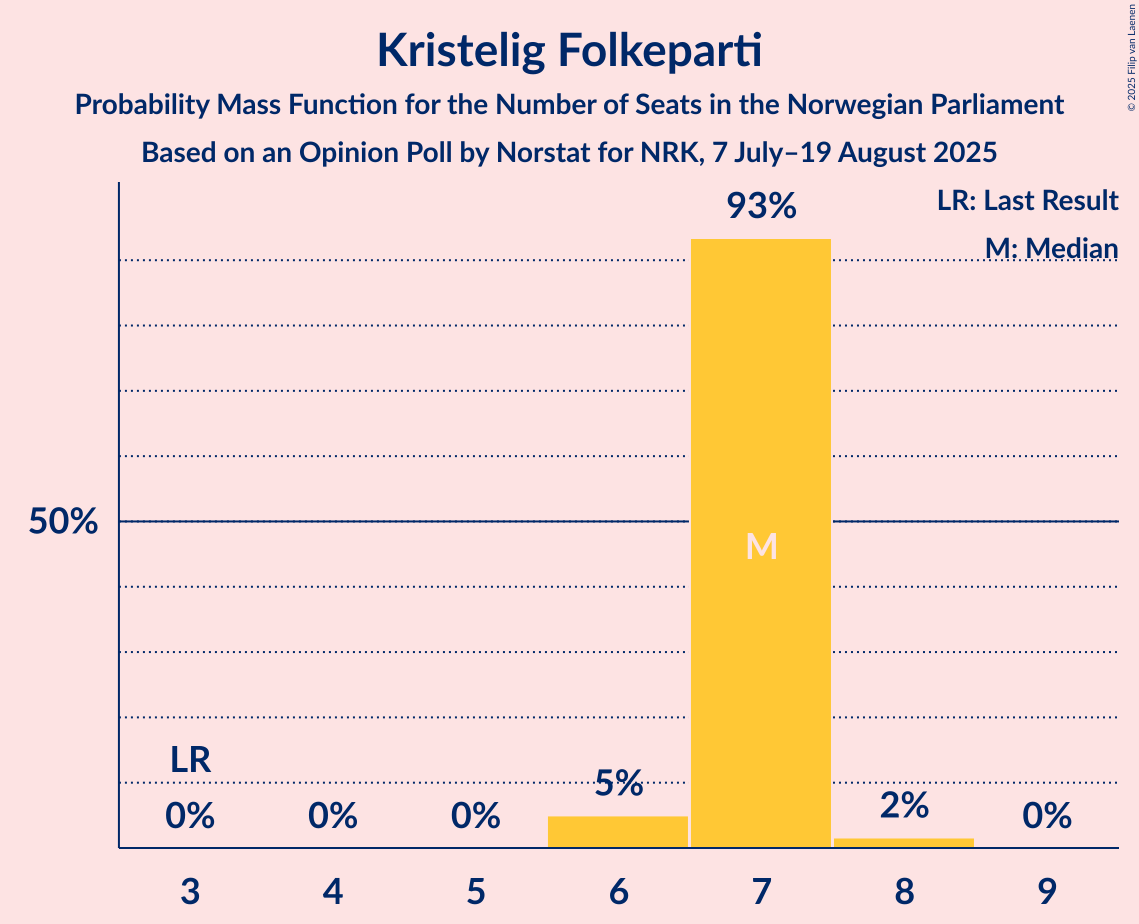 Kristelig Folkeparti
Probability Mass Function for the Number of Seats in the Norwegian Parliament
Based on an Opinion Poll by Norstat for NRK, 7 July–19 August 2025
© 2025 Filip van Laenen
LR: Last Result
M: Median
93%
50%
M
LR
0%
0%
0%
5%
2%
0%
3
4
5
6
7
8
9